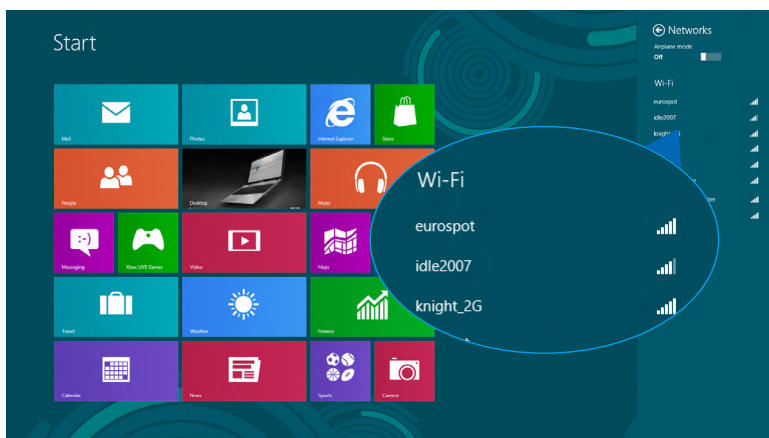 Start
Networks
Airplane mode
Off
Wi-Fi
eurospot
idle2007
Mail
Photos
Internet Explorer
Store
People
Desktop
Music
Messaging
Xbox LIVE Games
Video
Maps
Travel
Weather
Finance
Calendar
News
Sports
Camera
Wi-Fi
eurospot
idle2007
knight_2G